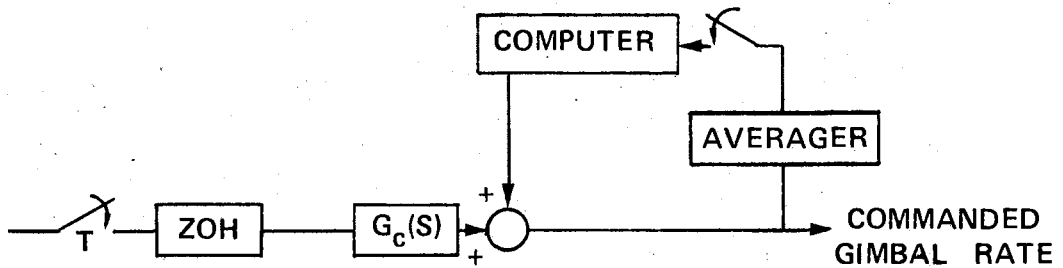 COMPUTER
AVERAGER
+
T
ZOH
G_c(S)
+
COMMANDED
GIMBAL RATE